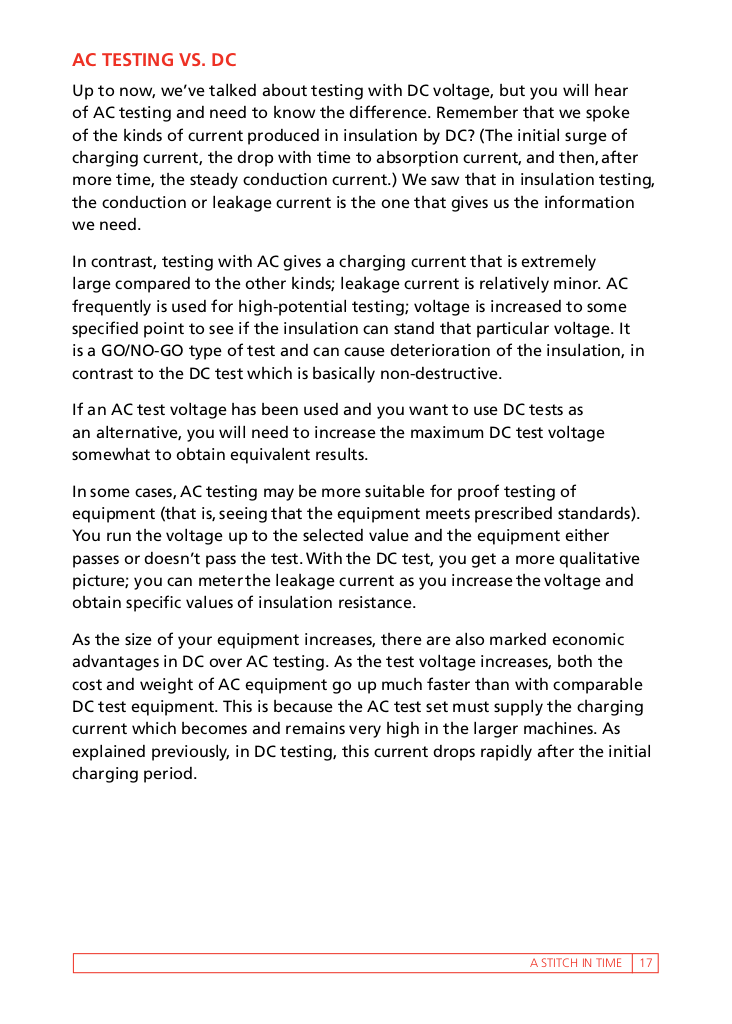 AC TESTING VS. DC
Up to now, we’ve talked about testing with DC voltage, but you will hear
of AC testing and need to know the difference. Remember that we spoke
of the kinds of current produced in insulation by DC? (The initial surge of
charging current, the drop with time to absorption current, and then, after
more time, the steady conduction current.) We saw that in insulation testing,
the conduction or leakage current is the one that gives us the information
we need.
In contrast, testing with AC gives a charging current that is extremely
large compared to the other kinds; leakage current is relatively minor. AC
frequently is used for high-potential testing; voltage is increased to some
specified point to see if the insulation can stand that particular voltage. It
is a GO/NO-GO type of test and can cause deterioration of the insulation, in
contrast to the DC test which is basically non-destructive.
If an AC test voltage has been used and you want to use DC tests as
an alternative, you will need to increase the maximum DC test voltage
somewhat to obtain equivalent results.
In some cases, AC testing may be more suitable for proof testing of
equipment (that is, seeing that the equipment meets prescribed standards).
You run the voltage up to the selected value and the equipment either
passes or doesn’t pass the test. With the DC test, you get a more qualitative
picture; you can meter the leakage current as you increase the voltage and
obtain specific values of insulation resistance.
As the size of your equipment increases, there are also marked economic
advantages in DC over AC testing. As the test voltage increases, both the
cost and weight of AC equipment go up much faster than with comparable
DC test equipment. This is because the AC test set must supply the charging
current which becomes and remains very high in the larger machines. As
explained previously, in DC testing, this current drops rapidly after the initial
charging period.
A STITCH IN TIME 17